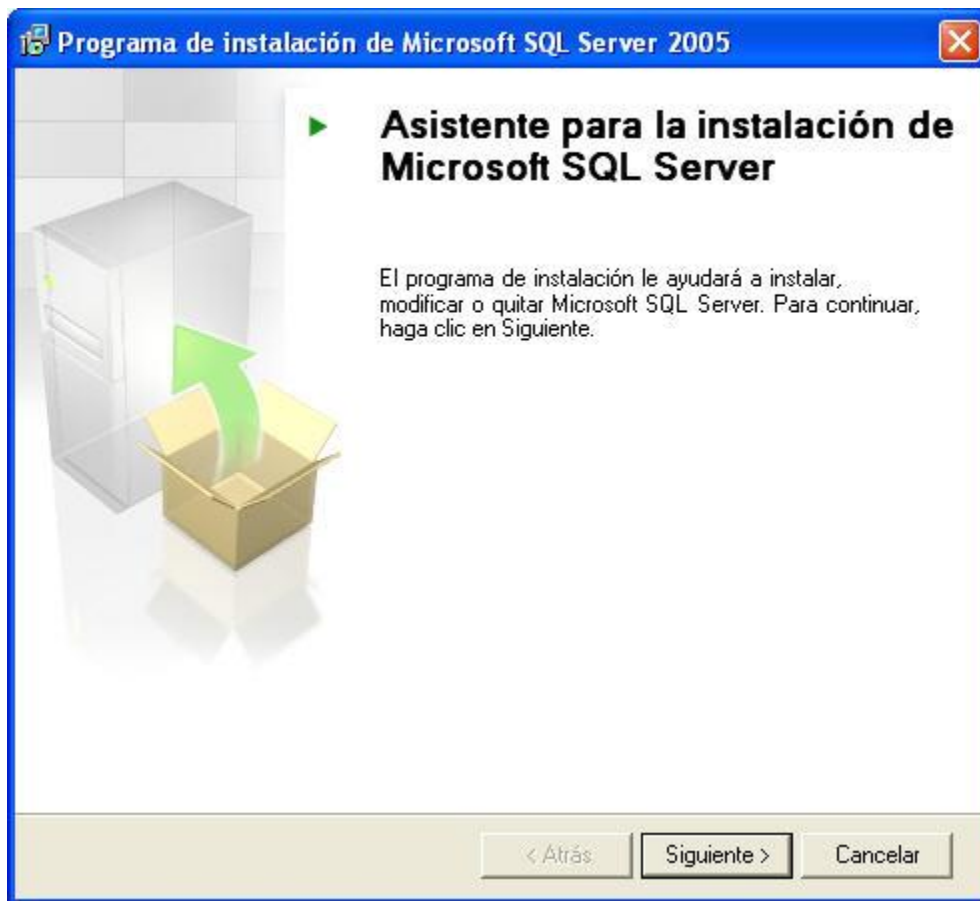 Programa de instalación de Microsoft SQL Server 2005
Asistente para la instalación de
Microsoft SQL Server
El programa de instalación le ayudará a instalar,
modificar o quitar Microsoft SQL Server. Para continuar,
haga clic en Siguiente.
< Atrás
Siguiente >
Cancelar